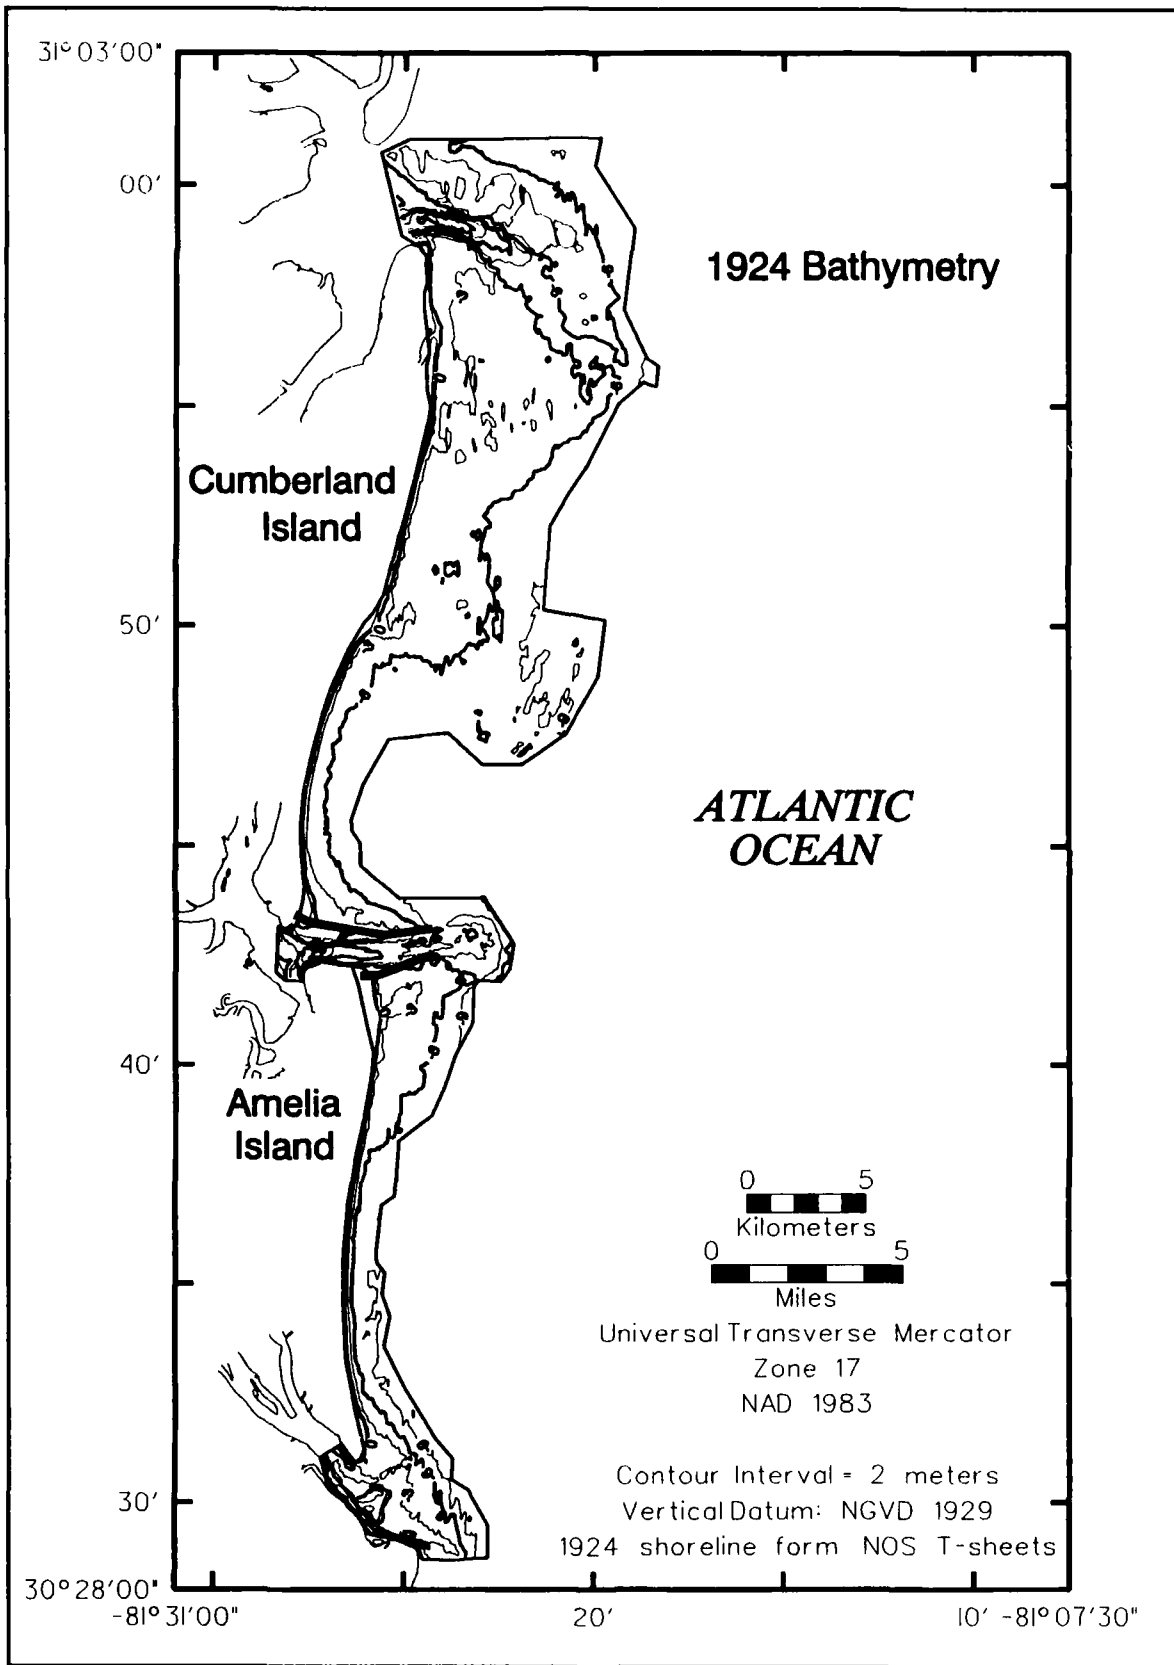 31°03'00"
00'
1924 Bathymetry
Cumberland
Island
50'
ATLANTIC
OCEAN
40'
Amelia
Island
0 5
Kilometers
0 5
Miles
Universal Transverse Mercator
Zone 17
NAD 1983
Contour Interval = 2 meters
Vertical Datum: NGVD 1929
1924 shoreline form NOS T-sheets
30'
30°28'00"
-81°31'00" 20' 10' -81°07'30"